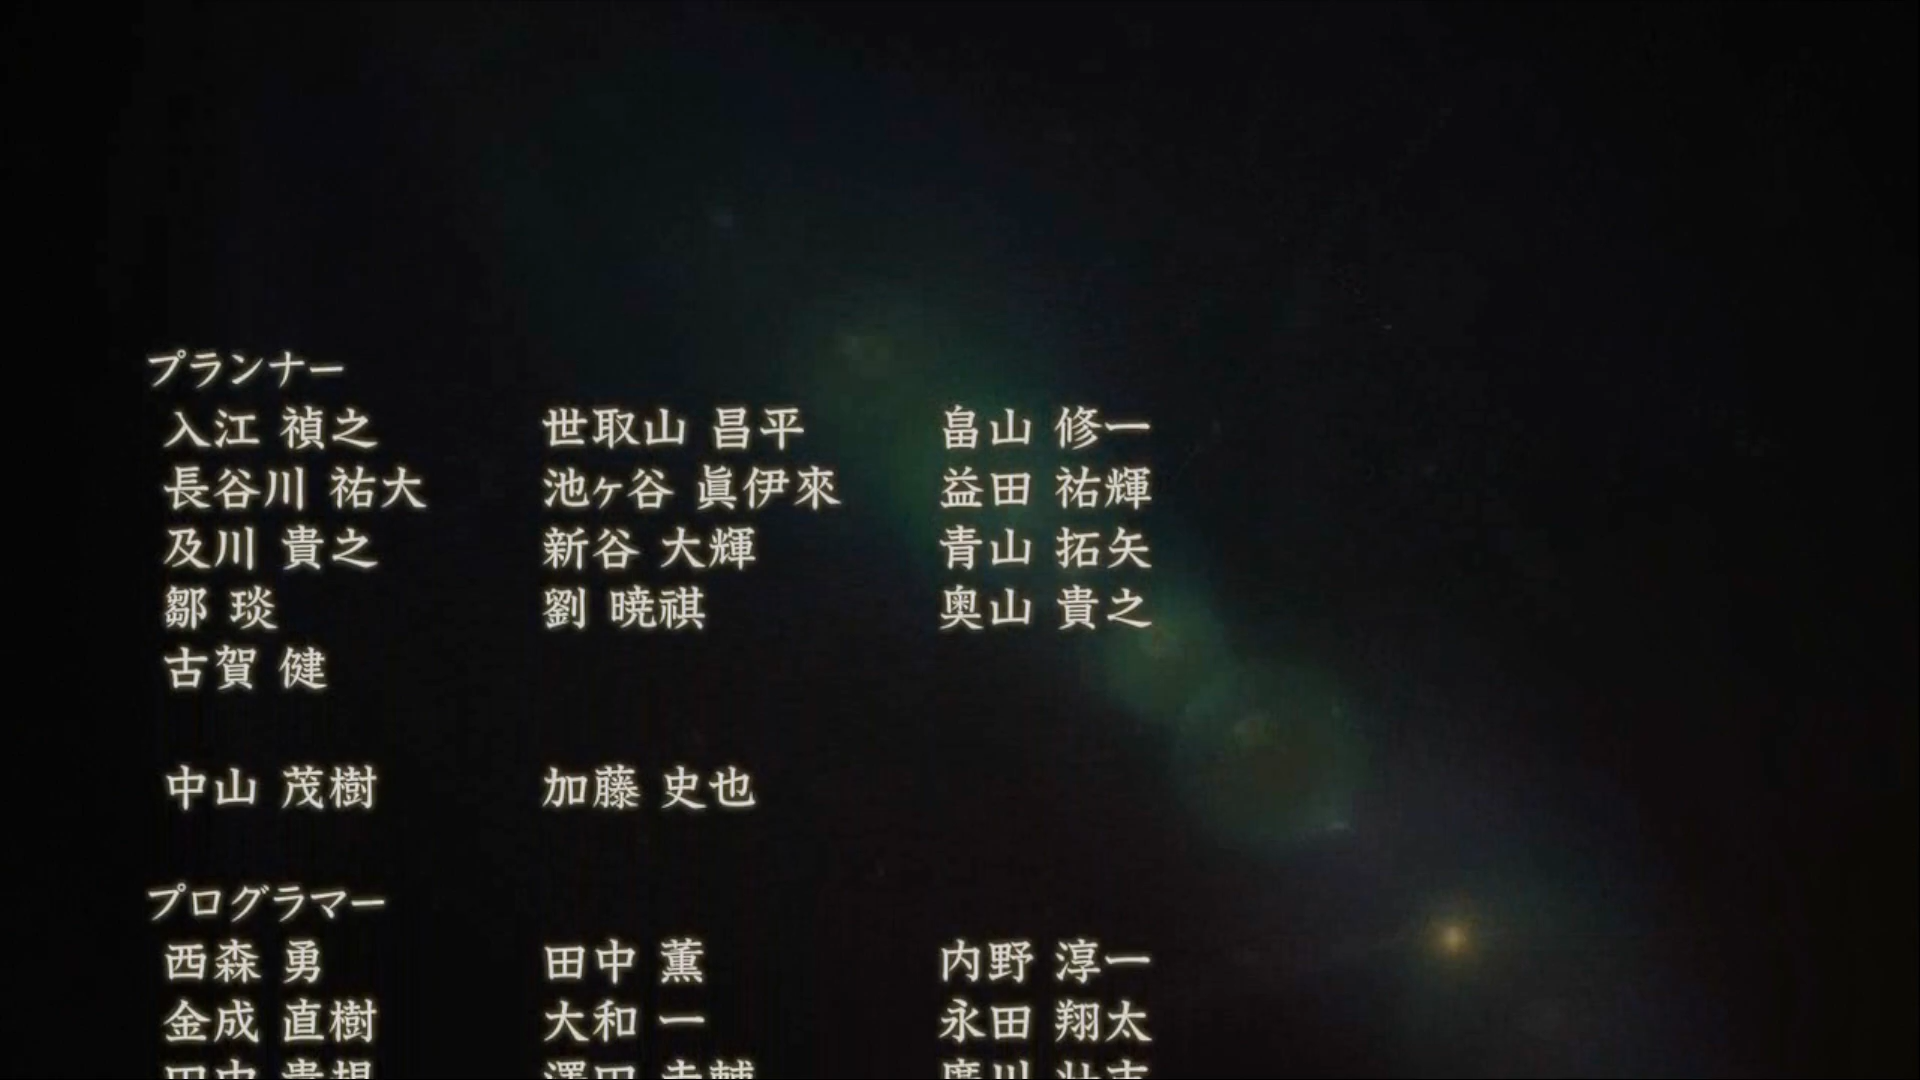 プランナー
入江 禎之 世取山 昌平 畠山 修一
長谷川 祐大 池ヶ谷 眞伊來 益田 祐輝
及川 貴之 新谷 大輝 青山 拓矢
鄒 琰 劉 暁祺 奥山 貴之
古賀 健
中山 茂樹 加藤 史也
プログラマー
西森 勇 田中 薫 内野 淳一
金成 直樹 大和 一 永田 翔太